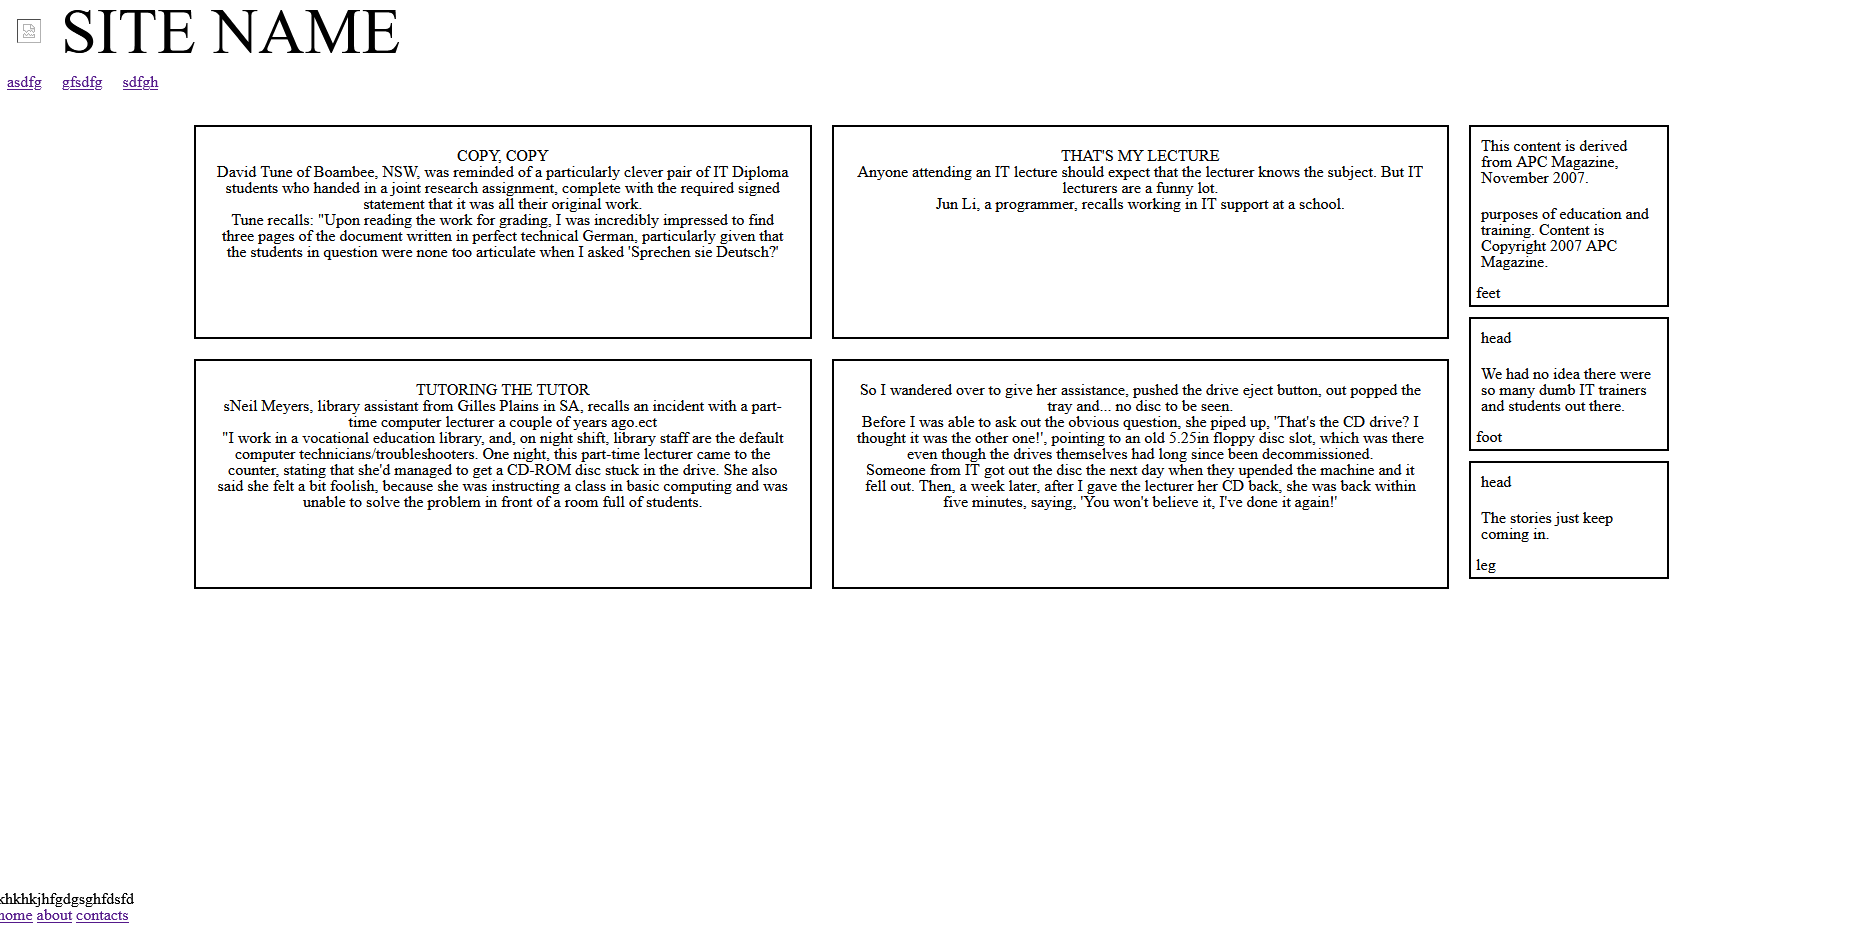 SITE NAME
asdfg gfsdfg sdfgh
COPY, COPY
David Tune of Boambee, NSW, was reminded of a particularly clever pair of IT Diploma
students who handed in a joint research assignment, complete with the required signed
statement that it was all their original work.
Tune recalls: "Upon reading the work for grading, I was incredibly impressed to find
three pages of the document written in perfect technical German, particularly given that
the students in question were none too articulate when I asked 'Sprechen sie Deutsch?'
THAT'S MY LECTURE
Anyone attending an IT lecture should expect that the lecturer knows the subject. But IT
lecturers are a funny lot.
Jun Li, a programmer, recalls working in IT support at a school.
TUTORING THE TUTOR
sNeil Meyers, library assistant from Gilles Plains in SA, recalls an incident with a part-
time computer lecturer a couple of years ago.ect
"I work in a vocational education library, and, on night shift, library staff are the default
computer technicians/troubleshooters. One night, this part-time lecturer came to the
counter, stating that she'd managed to get a CD-ROM disc stuck in the drive. She also
said she felt a bit foolish, because she was instructing a class in basic computing and was
unable to solve the problem in front of a room full of students.
So I wandered over to give her assistance, pushed the drive eject button, out popped the
tray and... no disc to be seen.
Before I was able to ask out the obvious question, she piped up, 'That's the CD drive? I
thought it was the other one!', pointing to an old 5.25in floppy disc slot, which was there
even though the drives themselves had long since been decommissioned.
Someone from IT got out the disc the next day when they upended the machine and it
fell out. Then, a week later, after I gave the lecturer her CD back, she was back within
five minutes, saying, 'You won't believe it, I've done it again!'
This content is derived
from APC Magazine,
November 2007.
purposes of education and
training. Content is
Copyright 2007 APC
Magazine.
feet
head
We had no idea there were
so many dumb IT trainers
and students out there.
foot
head
The stories just keep
coming in.
leg
khkhkjhfgdgsghfdsfd
home about contacts